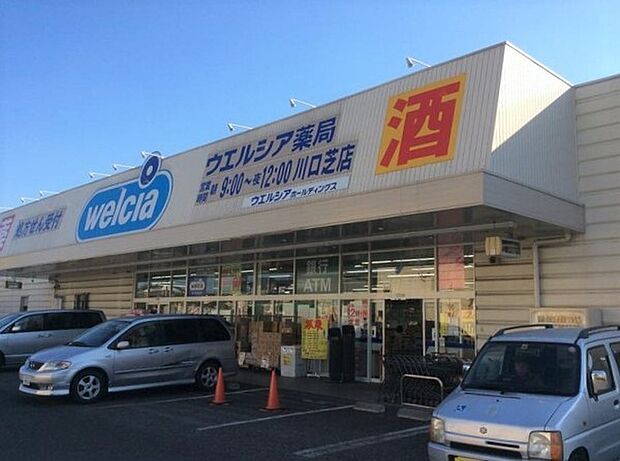 処方せん受付
welcia
ウエルシア薬局
営業時間 朝9:00~夜12:00 川口芝店
ウエルシアホールディングス
酒
銀行
ATM